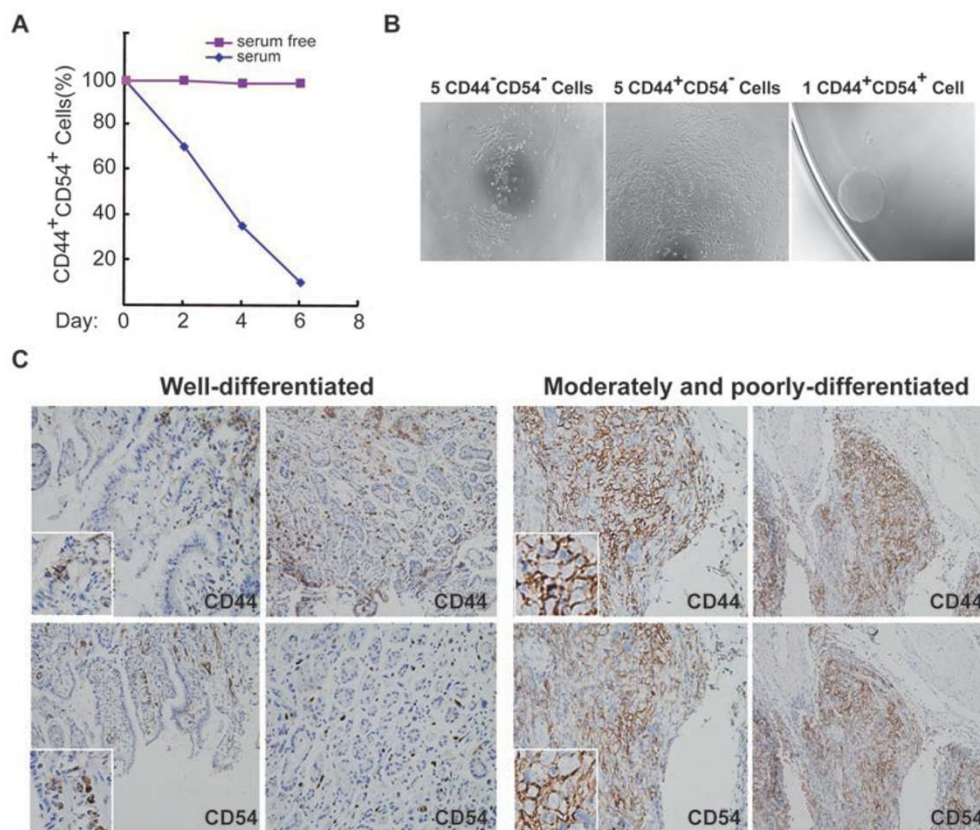 A
serum free
serum
CD44+CD54+ Cells(%)
100
80
60
40
20
Day: 0 2 4 6 8
B
5 CD44-CD54- Cells
5 CD44+CD54- Cells
1 CD44+CD54+ Cell
C
Well-differentiated
Moderately and poorly-differentiated
CD44
CD44
CD44
CD44
CD54
CD54
CD54
CD54